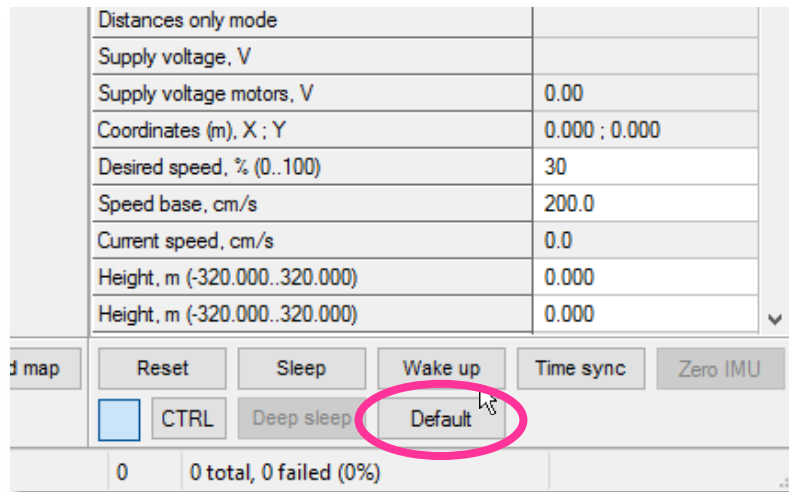 Distances only mode
Supply voltage, V
Supply voltage motors, V 0.00
Coordinates (m), X ; Y 0.000 ; 0.000
Desired speed, % (0..100) 30
Speed base, cm/s 200.0
Current speed, cm/s 0.0
Height, m (-320.000..320.000) 0.000
Height, m (-320.000..320.000) 0.000
d map Reset Sleep Wake up Time sync Zero IMU
CTRL Deep sleep Default
0 0 total, 0 failed (0%)